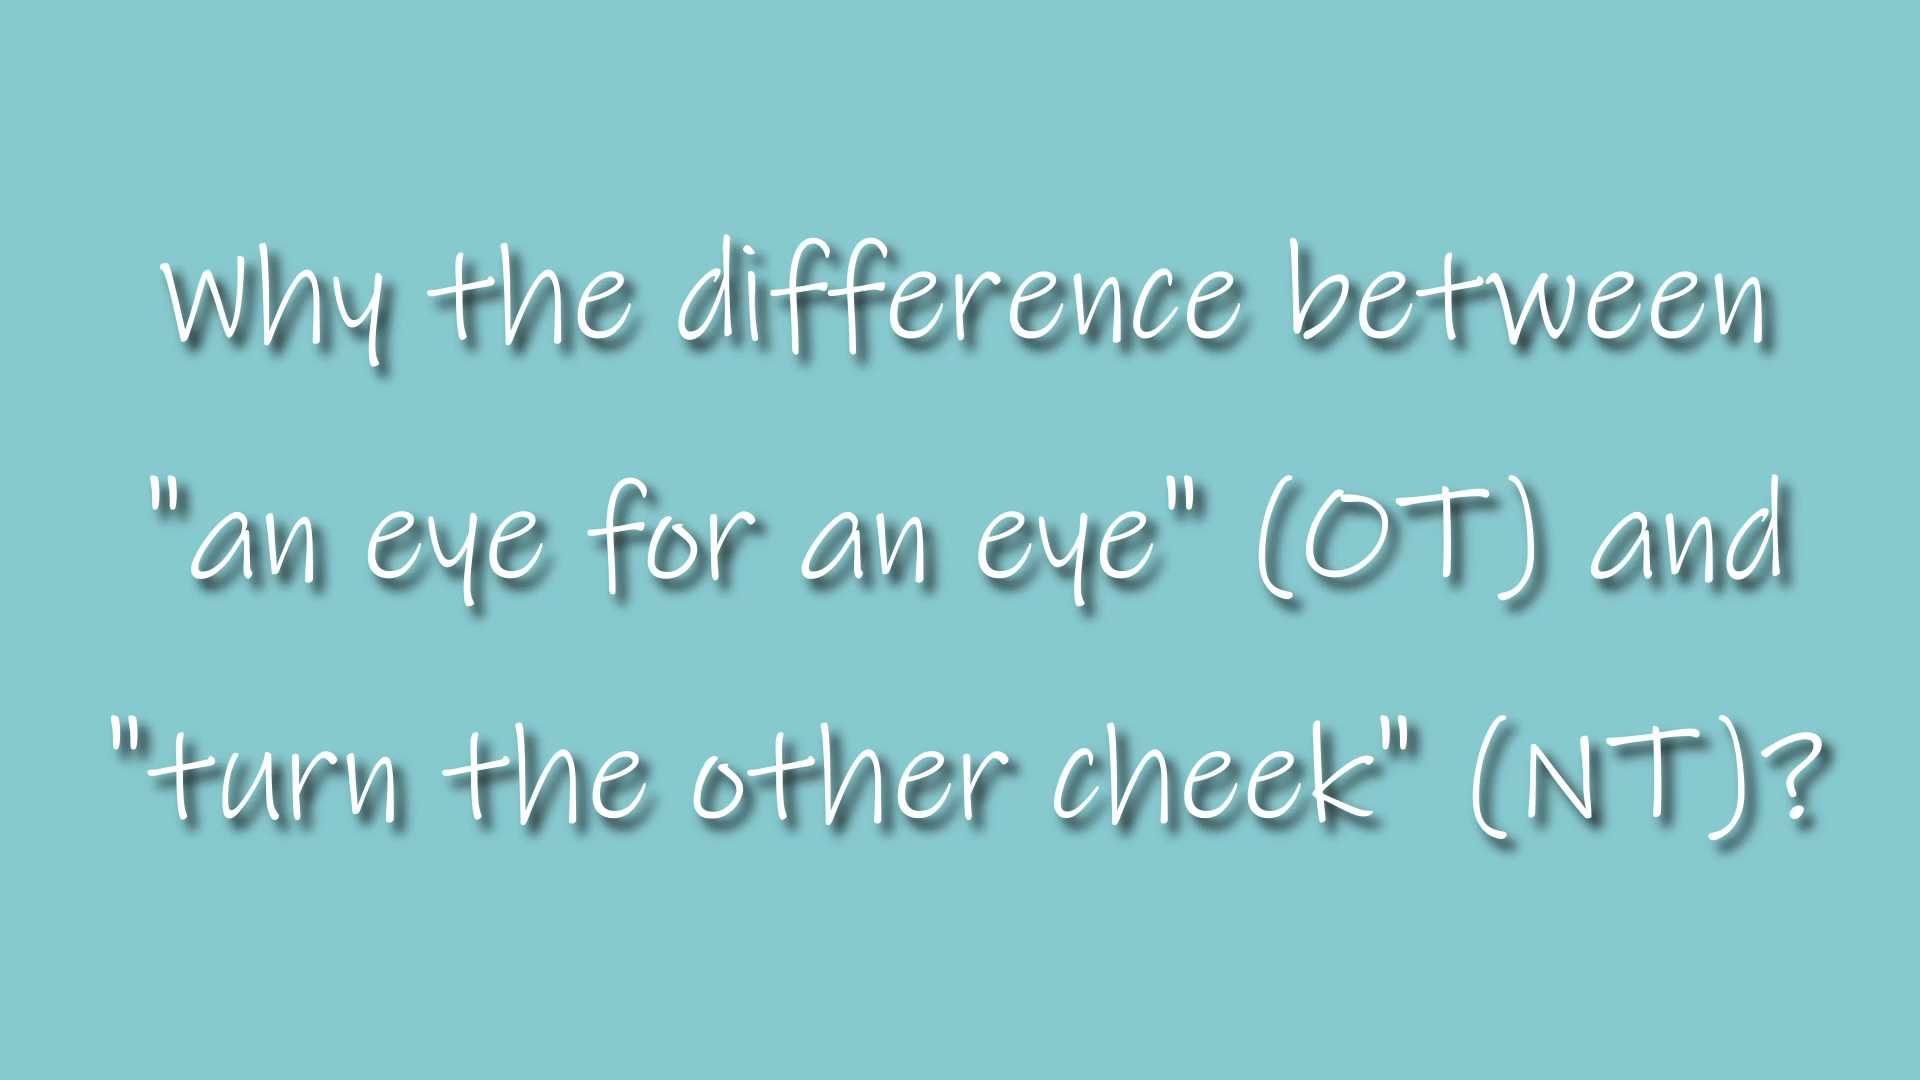 Why the difference between
"an eye for an eye" (OT) and
"turn the other cheek" (NT)?